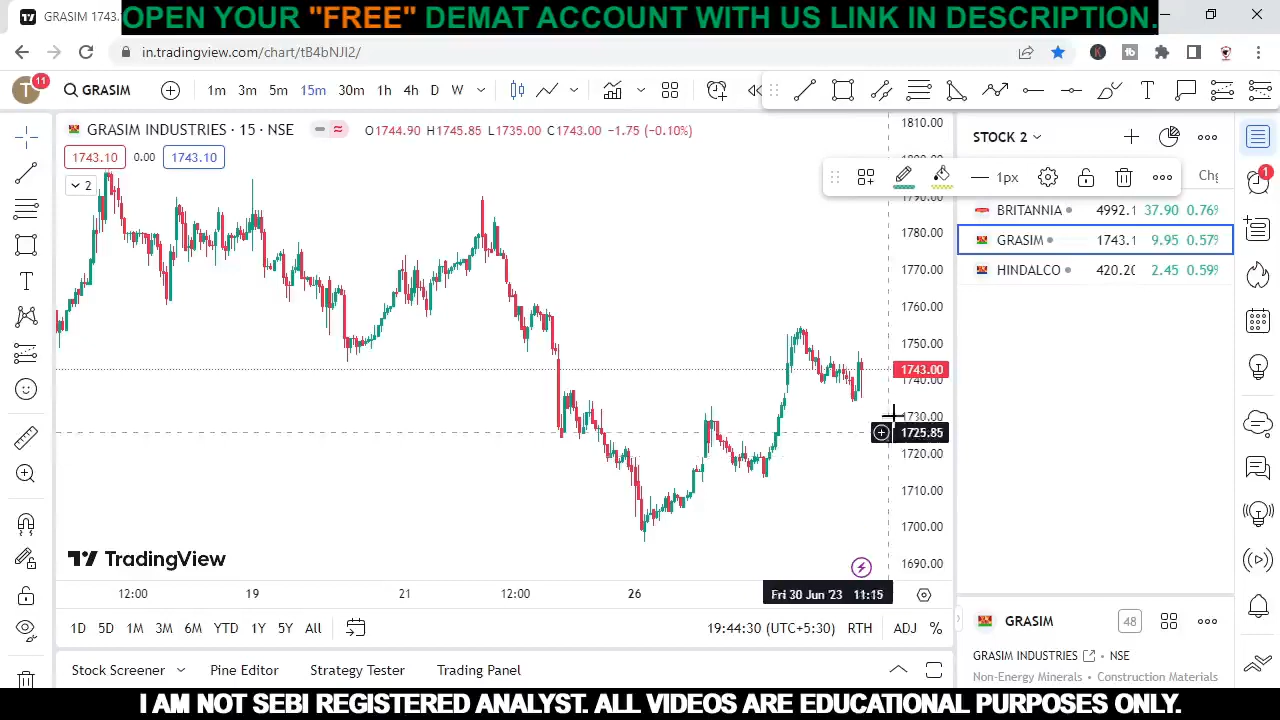 GRASIM 1743.
OPEN YOUR "FREE" DEMAT ACCOUNT WITH US LINK IN DESCRIPTION.
in.tradingview.com/chart/tB4bNJI2/
T 11 GRASIM 1m 3m 5m 15m 30m 1h 4h D W
GRASIM INDUSTRIES · 15 · NSE O1744.90 H1745.85 L1735.00 C1743.00 −1.75 (−0.10%)
1743.10 0.00 1743.10
2
1810.00
1780.00
1770.00
1760.00
1750.00
1743.00
1740.00
1730.00
1725.85
1720.00
1710.00
1700.00
1690.00
STOCK 2
1px
Chg
BRITANNIA 4992.1 37.90 0.76%
GRASIM 1743.1 9.95 0.57%
HINDALCO 420.20 2.45 0.59%
1
TradingView
12:00 19 21 12:00 26 Fri 30 Jun '23 11:15
1D 5D 1M 3M 6M YTD 1Y 5Y All 19:44:30 (UTC+5:30) RTH ADJ %
Stock Screener Pine Editor Strategy Tester Trading Panel
GRASIM 48
GRASIM INDUSTRIES · NSE
Non-Energy Minerals · Construction Materials
I AM NOT SEBI REGISTERED ANALYST. ALL VIDEOS ARE EDUCATIONAL PURPOSES ONLY.